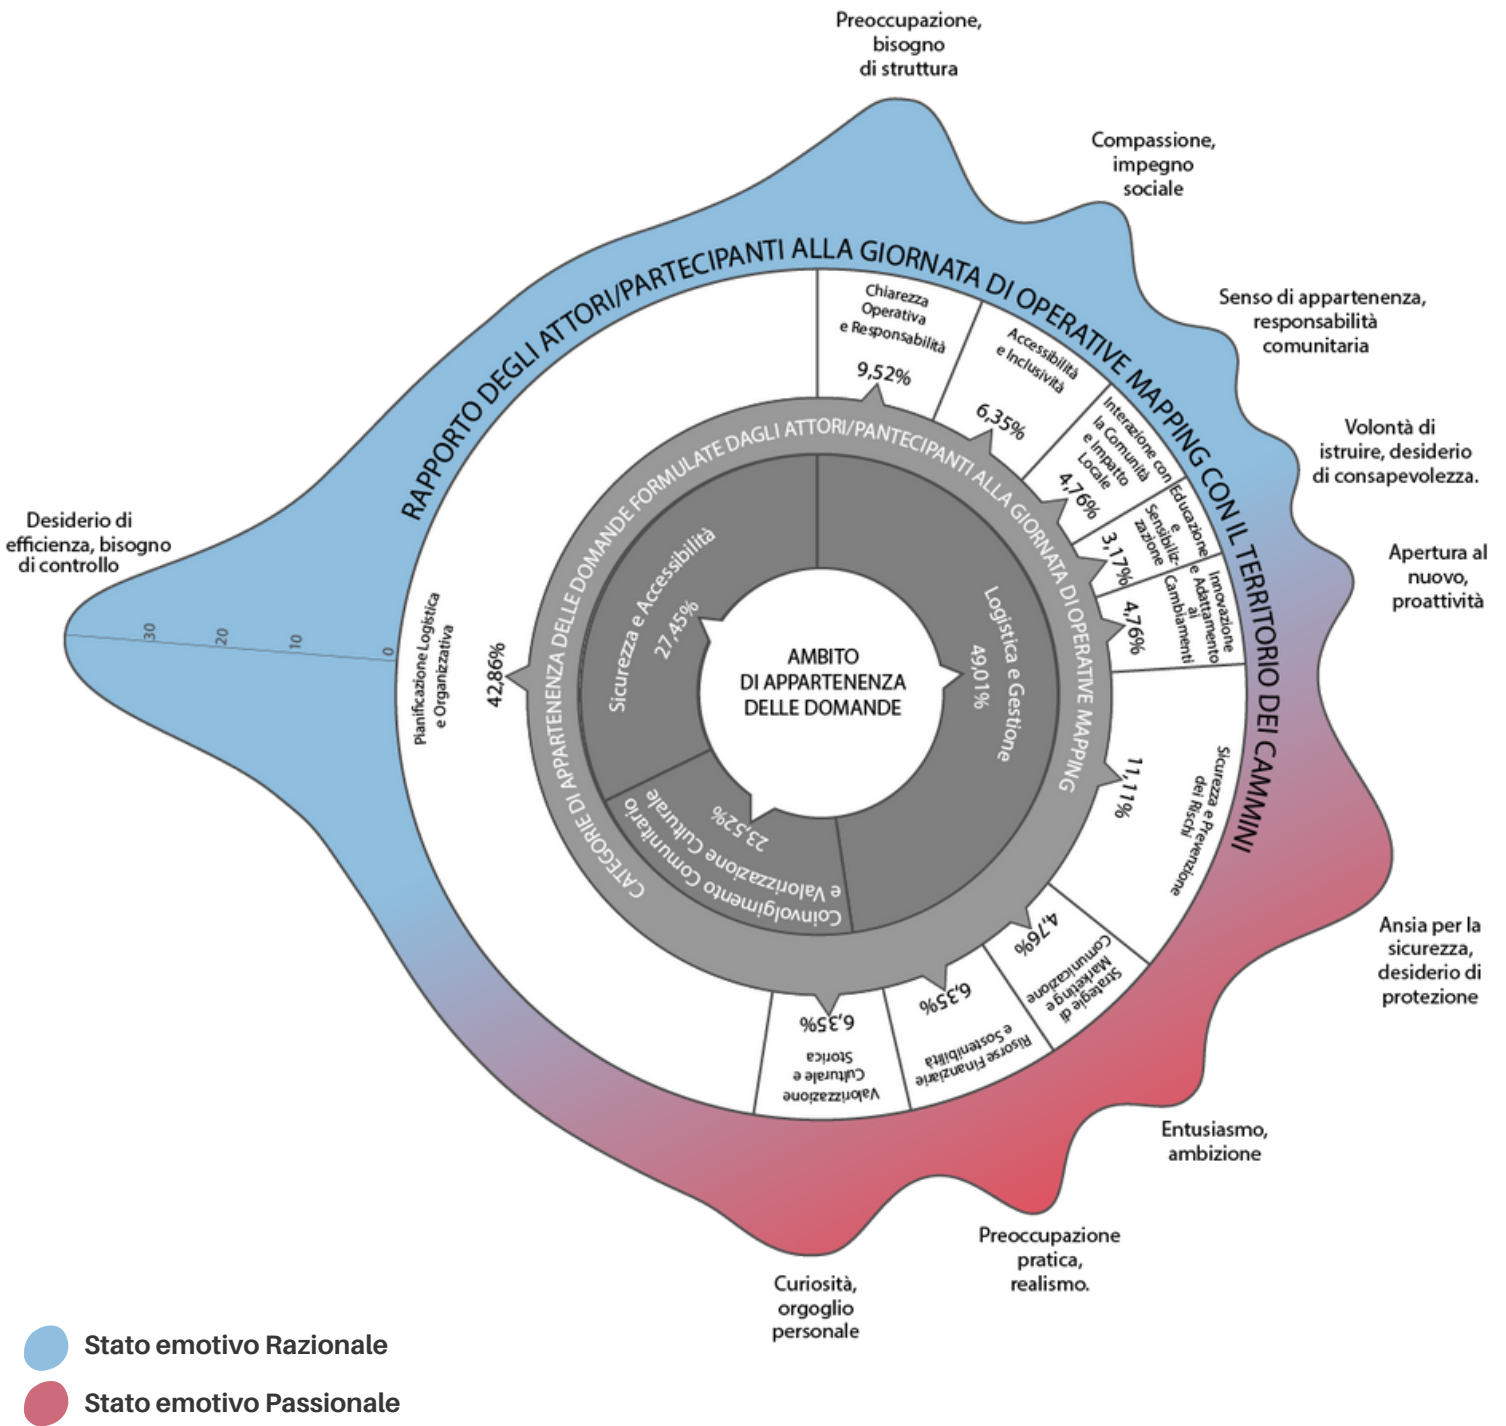 Preoccupazione,
bisogno
di struttura
Compassione,
impegno
sociale
Senso di appartenenza,
responsabilità
comunitaria
Volontà di
istruire, desiderio
di consapevolezza.
Apertura al
nuovo,
proattività
Ansia per la
sicurezza,
desiderio di
protezione
Entusiasmo,
ambizione
Preoccupazione
pratica,
realismo.
Curiosità,
orgoglio
personale
Desiderio di
efficienza, bisogno
di controllo
30
20
10
0
RAPPORTO DEGLI ATTORI/PARTECIPANTI ALLA GIORNATA DI OPERATIVE MAPPING CON IL TERRITORIO DEI CAMMINI
Chiarezza
Operativa
e Responsabilità
9,52%
Accessibilità
e Inclusività
6,35%
Interazione con
la Comunità
e Impatto
Locale
4,76%
Educazione
e
Sensibiliz-
zazione
3,17%
Innovazione
e Adattamento
ai
Cambiamenti
4,76%
Sicurezza e Prevenzione
dei Rischi
11,11%
Strategie di
Marketing e
Comunicazione
4,76%
Risorse Finanziarie
e Sostenibilità
6,35%
Valorizzazione
Culturale e
Storica
6,35%
Pianificazione Logistica
e Organizzativa
42,86%
CATEGORIE DI APPARTENENZA DELLE DOMANDE FORMULATE DAGLI ATTORI/PANTECIPANTI ALLA GIORNATA DI OPERATIVE MAPPING
Sicurezza e Accessibilità
27,45%
Logistica e Gestione
49,01%
Coinvolgimento Comunitario
e Valorizzazione Culturale
23,52%
AMBITO
DI APPARTENENZA
DELLE DOMANDE
Stato emotivo Razionale
Stato emotivo Passionale